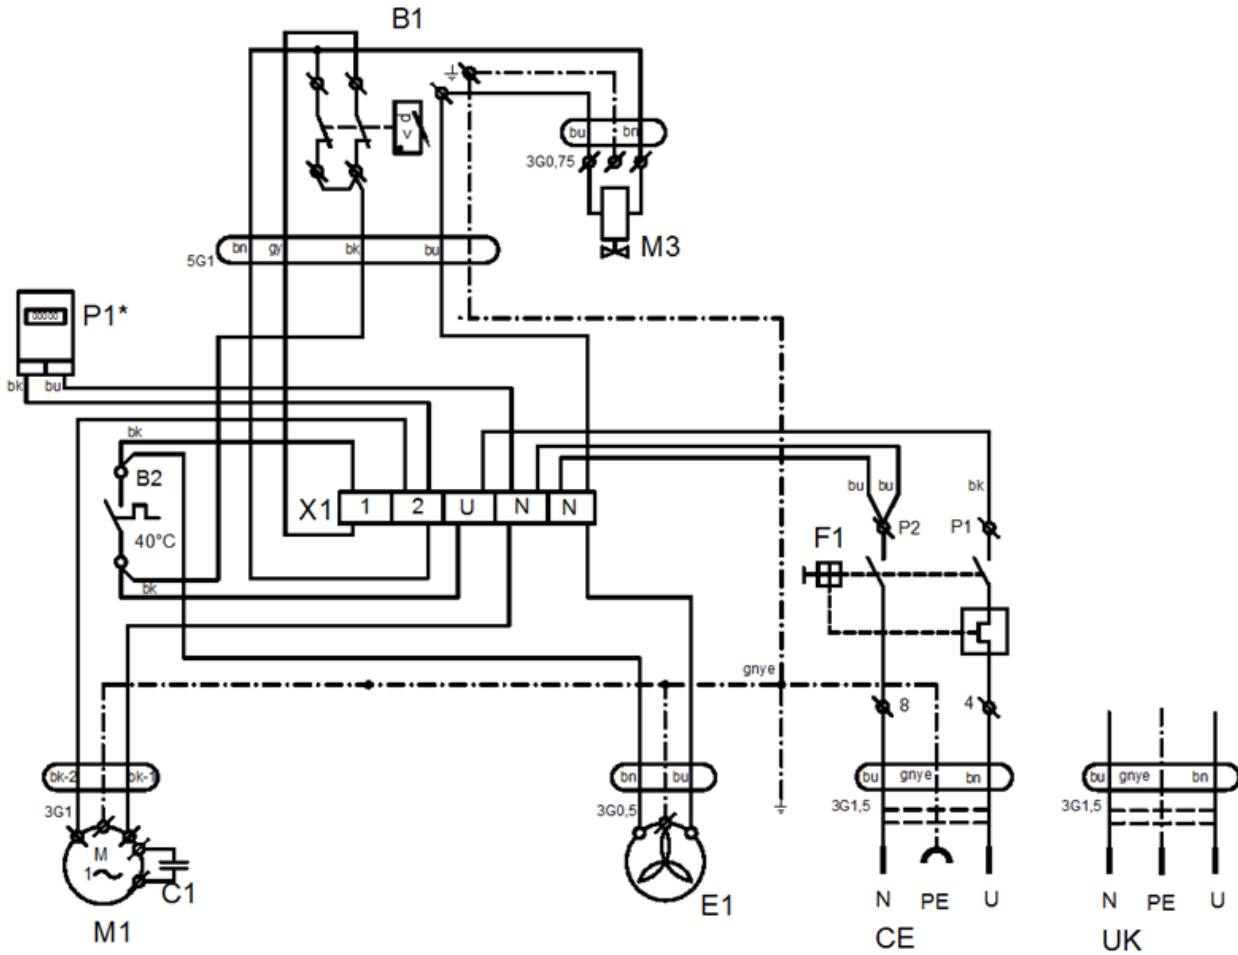 B1
bu
bn
3G0,75
M3
bn
gy
bk
bu
5G1
P1*
00000
bk
bu
bk
B2
X1
1
2
U
N
N
bu
bu
bk
P2
P1
F1
40°C
bk
gnye
8
4
bk-2
bk-1
bn
bu
bu
gnye
bn
bu
gnye
bn
3G1
3G0,5
3G1,5
3G1,5
M
1
C1
N
PE
U
N
PE
U
E1
M1
CE
UK